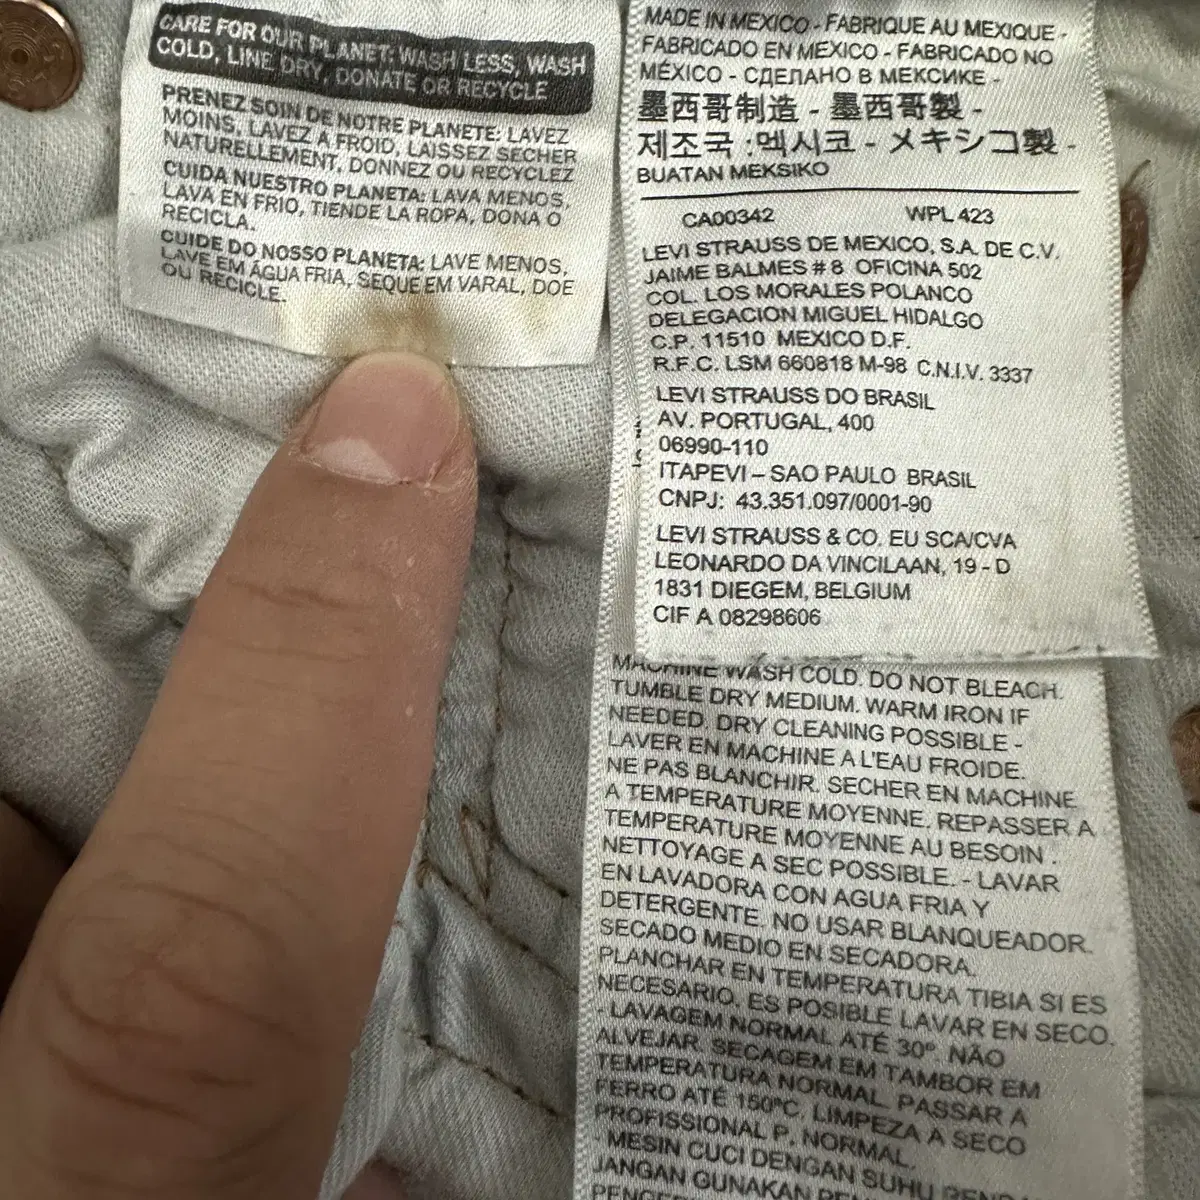 CARE FOR OUR PLANET: WASH LESS, WASH
COLD, LINE DRY, DONATE OR RECYCLE
PRENEZ SOIN DE NOTRE PLANETE: LAVEZ
MOINS, LAVEZ A FROID, LAISSEZ SECHER
NATURELLEMENT, DONNEZ OU RECYCLEZ
CUIDA NUESTRO PLANETA: LAVA MENOS,
LAVA EN FRIO, TIENDE LA ROPA, DONA O
RECICLA.
CUIDE DO NOSSO PLANETA: LAVE MENOS,
LAVE EM ÁGUA FRIA, SEQUE EM VARAL, DOE
OU RECICLE.
MADE IN MEXICO - FABRIQUE AU MEXIQUE -
FABRICADO EN MEXICO - FABRICADO NO
MÉXICO - СДЕЛАНО В МЕКСИКЕ -
墨西哥制造 - 墨西哥製 -
제조국 :멕시코 - メキシコ製 -
BUATAN MEKSIKO
CA00342 WPL 423
LEVI STRAUSS DE MEXICO, S.A. DE C.V.
JAIME BALMES # 8 OFICINA 502
COL. LOS MORALES POLANCO
DELEGACION MIGUEL HIDALGO
C.P. 11510 MEXICO D.F.
R.F.C. LSM 660818 M-98 C.N.I.V. 3337
LEVI STRAUSS DO BRASIL
AV. PORTUGAL, 400
06990-110
ITAPEVI – SAO PAULO BRASIL
CNPJ: 43.351.097/0001-90
LEVI STRAUSS & CO. EU SCA/CVA
LEONARDO DA VINCILAAN, 19 - D
1831 DIEGEM, BELGIUM
CIF A 08298606
MACHINE WASH COLD. DO NOT BLEACH.
TUMBLE DRY MEDIUM. WARM IRON IF
NEEDED. DRY CLEANING POSSIBLE -
LAVER EN MACHINE A L'EAU FROIDE.
NE PAS BLANCHIR. SECHER EN MACHINE
A TEMPERATURE MOYENNE. REPASSER A
TEMPERATURE MOYENNE AU BESOIN .
NETTOYAGE A SEC POSSIBLE. - LAVAR
EN LAVADORA CON AGUA FRIA Y
DETERGENTE. NO USAR BLANQUEADOR.
SECADO MEDIO EN SECADORA.
PLANCHAR EN TEMPERATURA TIBIA SI ES
NECESARIO. ES POSIBLE LAVAR EN SECO.
- LAVAGEM NORMAL ATÉ 30º. NÃO
ALVEJAR. SECAGEM EM TAMBOR EM
TEMPERATURA NORMAL. PASSAR A
FERRO ATÉ 150ºC. LIMPEZA A SECO
PROFISSIONAL P, NORMAL.
- MESIN CUCI DENGAN SUHU
JANGAN GUNAKAN